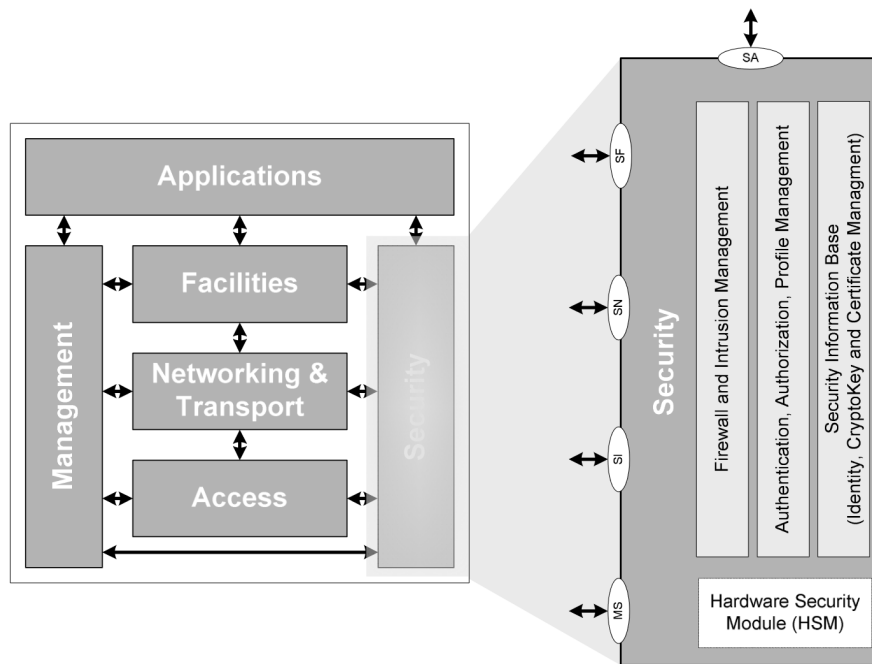 Applications
Facilities
Networking &
Transport
Access
Management
Security
SA
SF
SN
SI
MS
Security
Firewall and Intrusion Management
Authentication, Authorization, Profile Management
Security Information Base
(Identity, CryptoKey and Certificate Managment)
Hardware Security
Module (HSM)